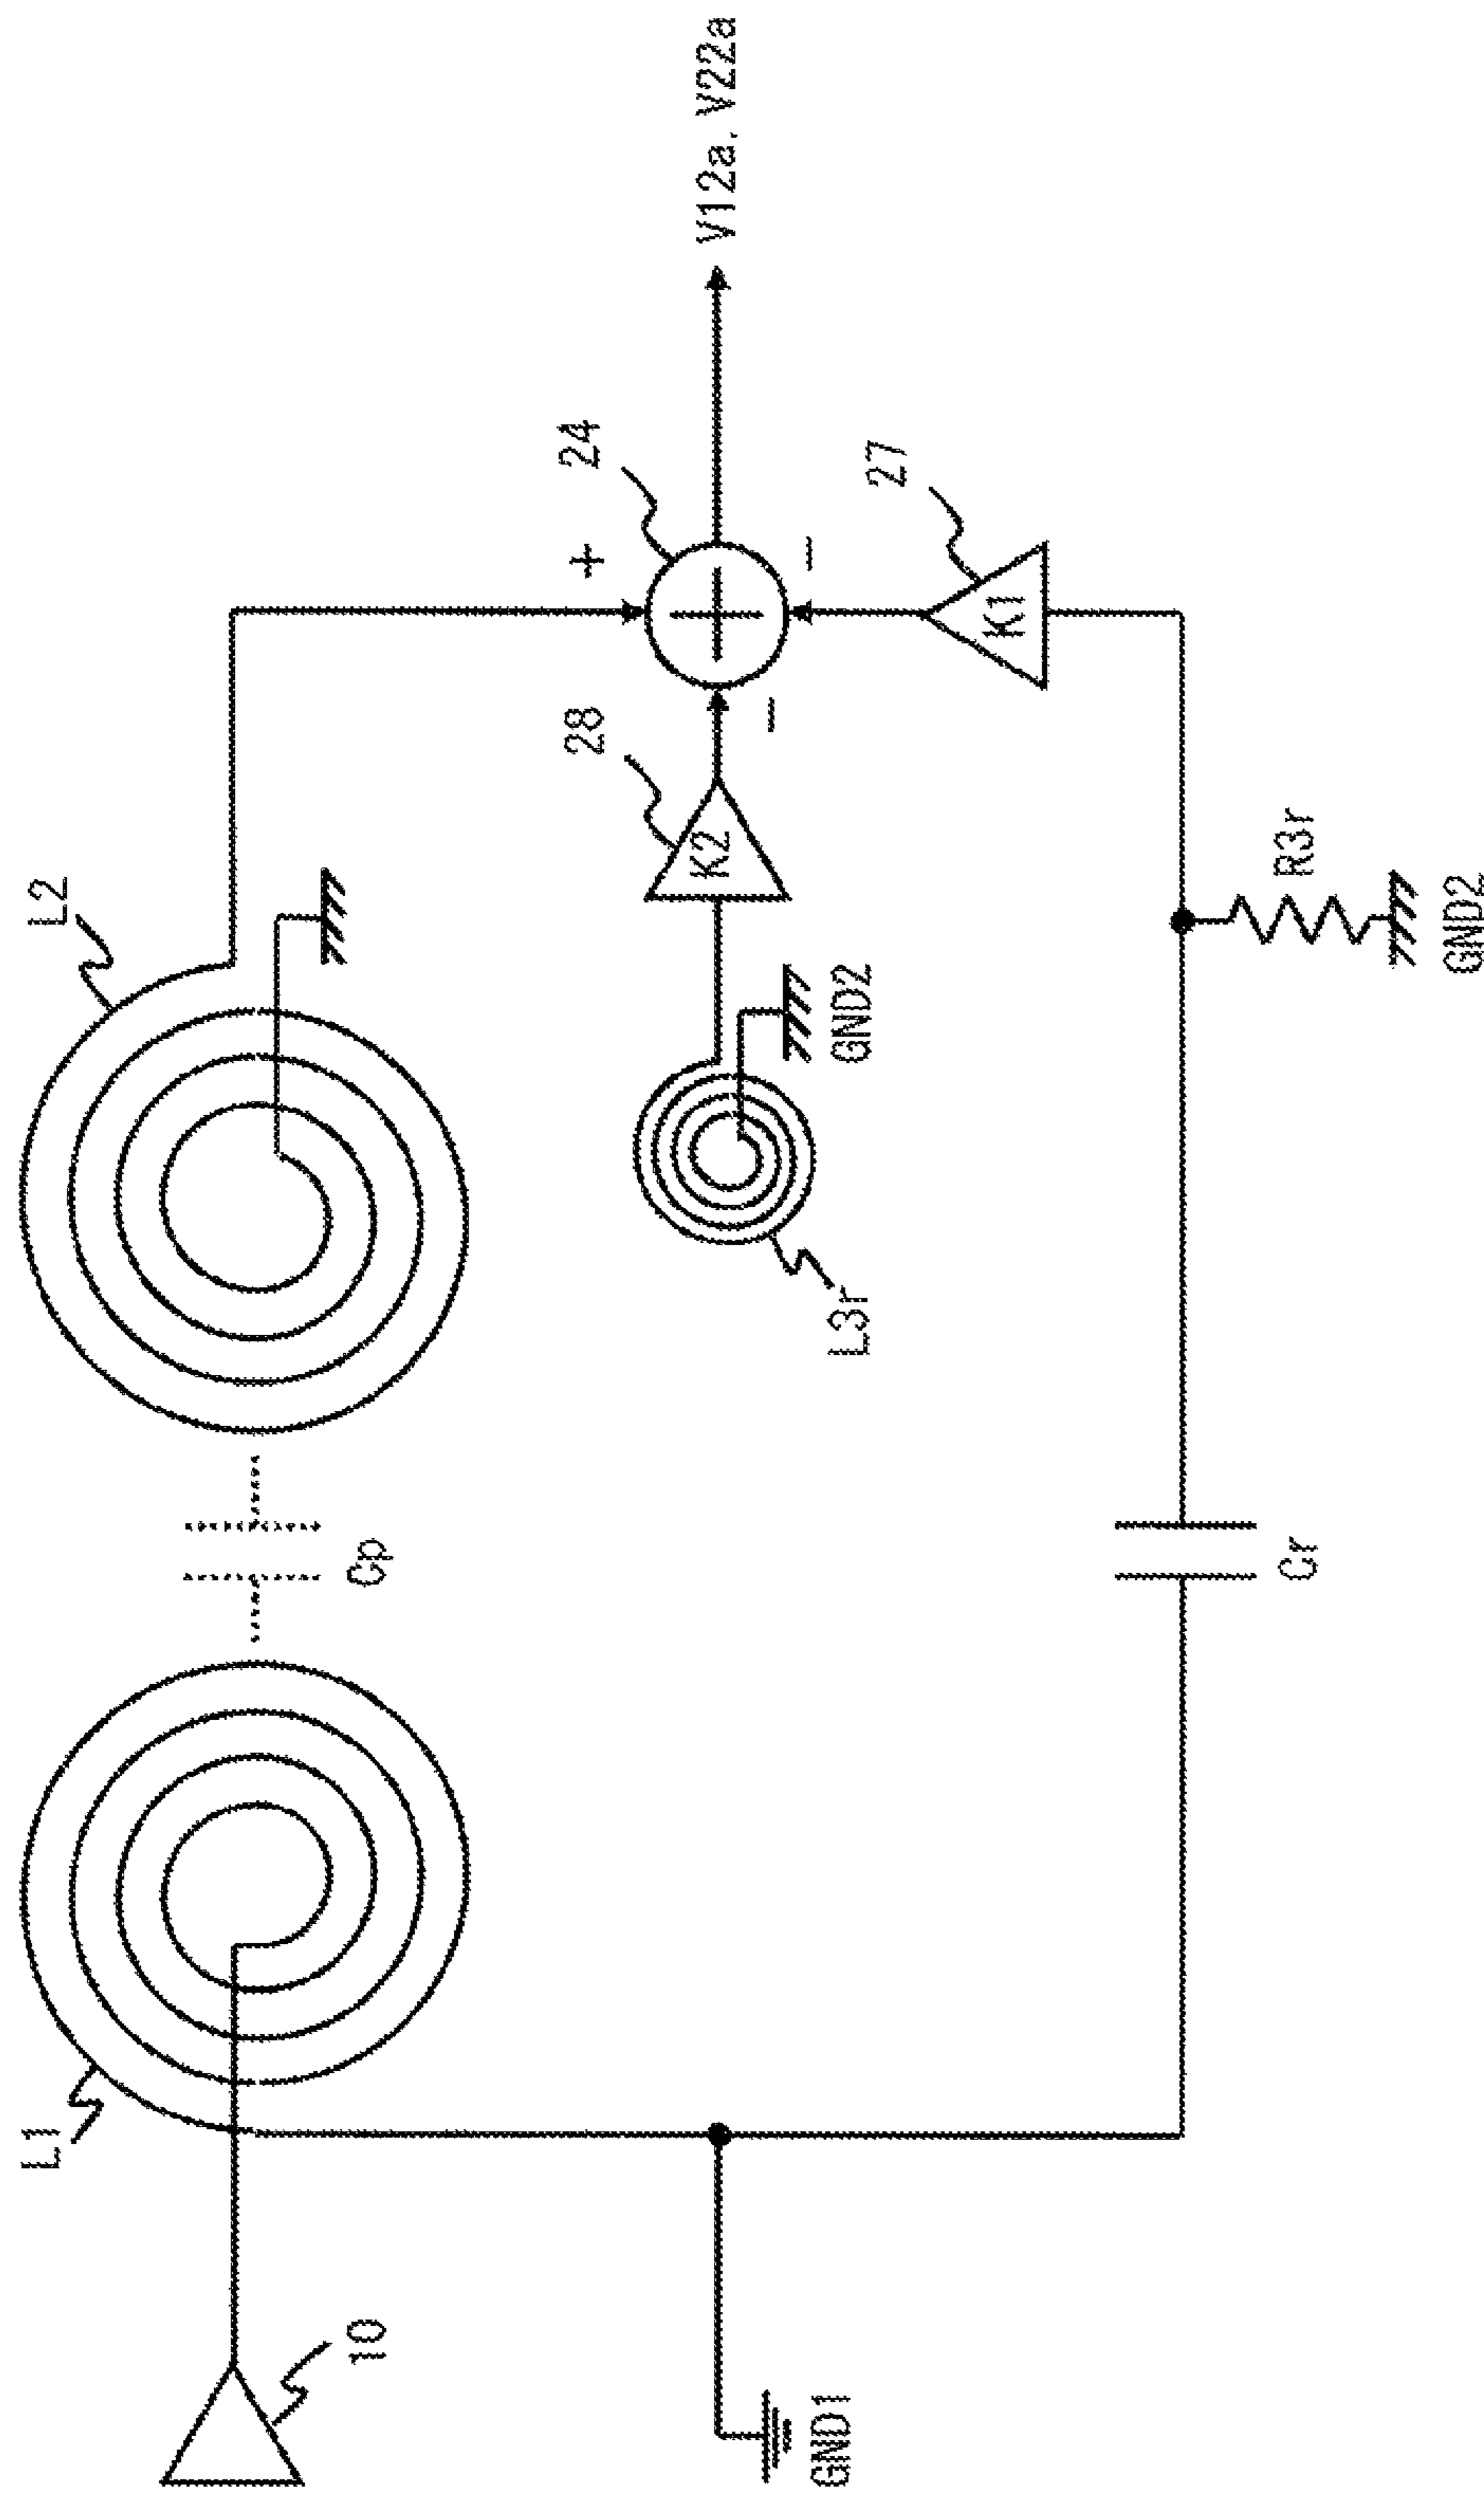 L1
L2
10
Cp
24
+
V12a, V22a
28
K2
−
−
L3r
GND2
27
K1
GND1
Cr
R3r
GND2